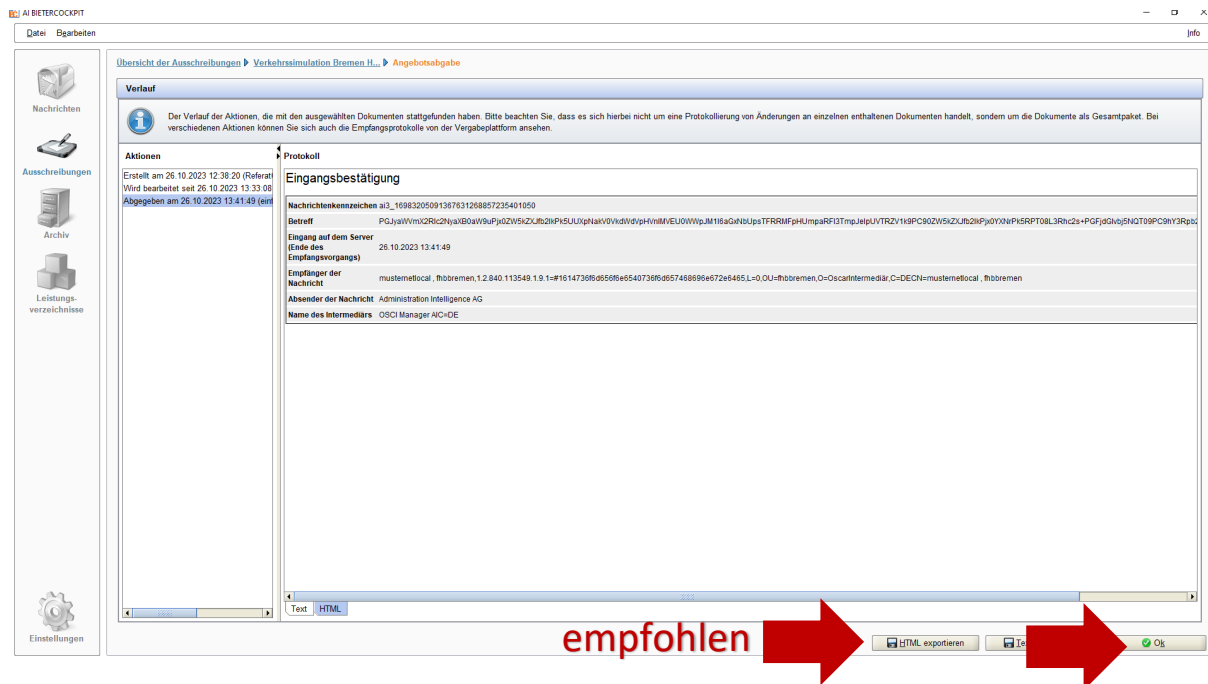 AI BIETERCOCKPIT
Datei Bearbeiten
Info
Übersicht der Ausschreibungen Verkehrssimulation Bremen H... Angebotsabgabe
Verlauf
Der Verlauf der Aktionen, die mit den ausgewählten Dokumenten stattgefunden haben. Bitte beachten Sie, dass es sich hierbei nicht um eine Protokollierung von Änderungen an einzelnen enthaltenen Dokumenten handelt, sondern um die Dokumente als Gesamtpaket. Bei
verschiedenen Aktionen können Sie sich auch die Empfangsprotokolle von der Vergabeplattform ansehen.
Nachrichten
Ausschreibungen
Archiv
Leistungs-
verzeichnisse
Einstellungen
Aktionen
Erstellt am 26.10.2023 12:38:20 (Referat
Wird bearbeitet seit 26.10.2023 13:33:08
Abgegeben am 26.10.2023 13:41:49
Protokoll
Eingangsbestätigung
Nachrichtenkennzeichen ai3_16983205091367631268857235401050
Betreff
Eingang auf dem Server
(Ende des
Empfangsvorgangs)
26.10.2023 13:41:49
Empfänger der
Nachricht
musternetlocal , fhbbremen,1.2.840.113549.1.9.1=#1614736f6d656f6e6540736f6d657468696e672e6465,L=0,OU=fhbbremen,O=OscarIntermediär,C=DECN=musternetlocal , fhbbremen
Absender der Nachricht Administration Intelligence AG
Name des Intermediärs OSCI Manager AIC=DE
Text HTML
empfohlen
HTML exportieren
Ok